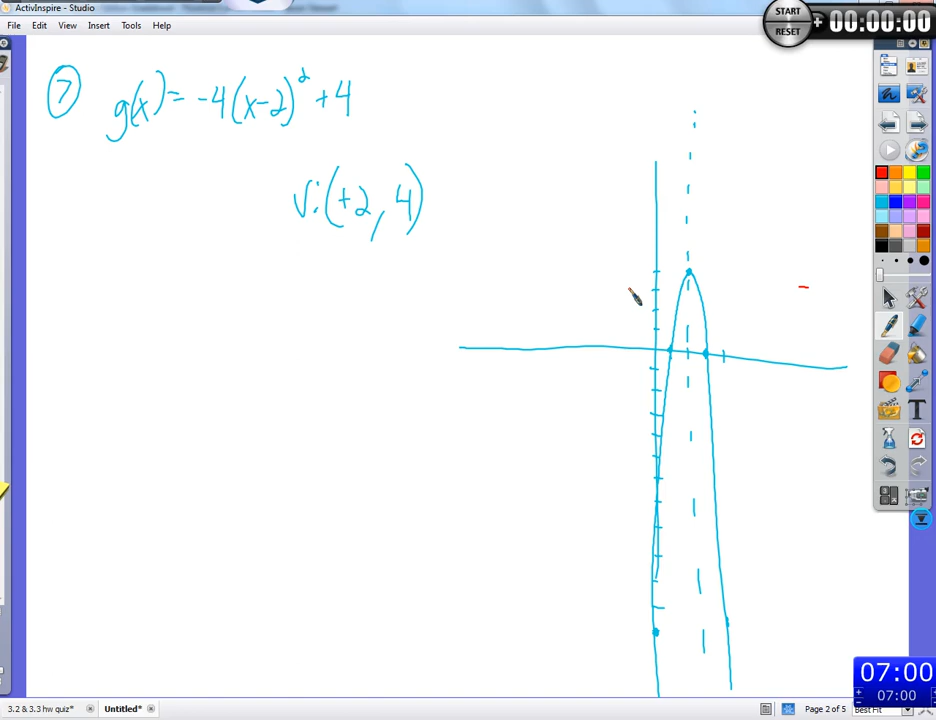 ActivInspire - Studio
File Edit View Insert Tools Help
START
RESET
00:00:00
7 g(x) = -4(x-2)² +4
V:(+2, 4)
07:00
07:00
3.2 & 3.3 hw quiz*
Untitled*
Page 2 of 5
Best Fit